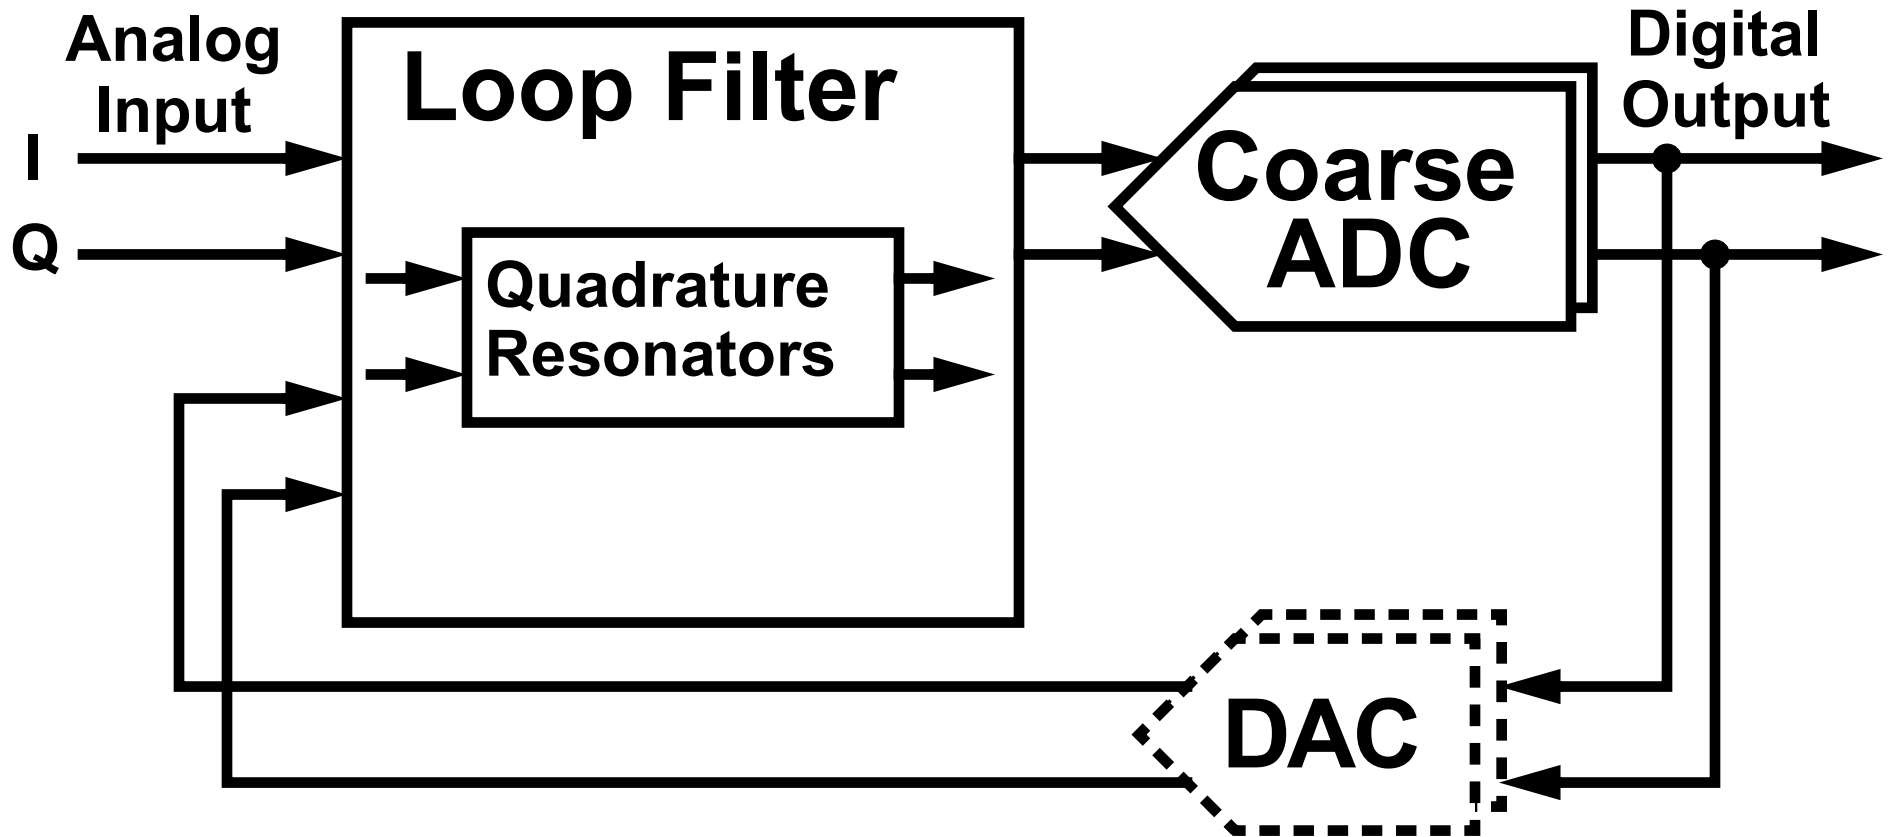 Analog
Input
I
Q
Loop Filter
Quadrature
Resonators
Coarse
ADC
Digital
Output
DAC